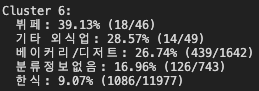 Cluster 6:
뷔페: 39.13% (18/46)
기타 외식업: 28.57% (14/49)
베이커리/디저트: 26.74% (439/1642)
분류정보없음: 16.96% (126/743)
한식: 9.07% (1086/11977)